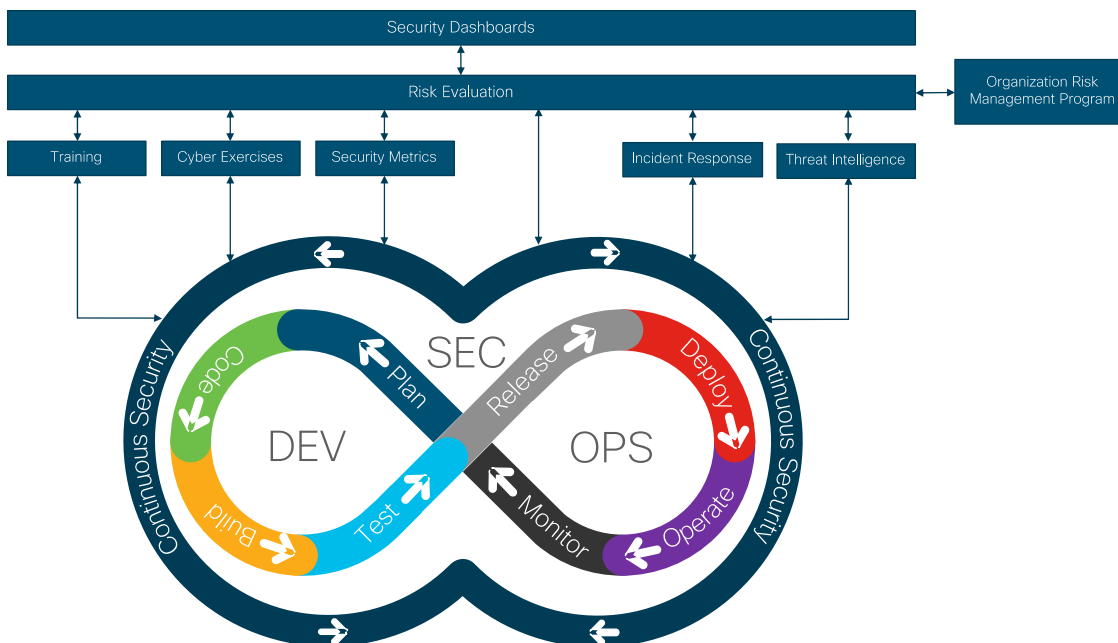 Security Dashboards
Risk Evaluation
Organization Risk
Management Program
Training
Cyber Exercises
Security Metrics
Incident Response
Threat Intelligence
Continuous Security
Code
Plan
SEC
Release
Deploy
Continuous Security
DEV
OPS
Build
Test
Monitor
Operate